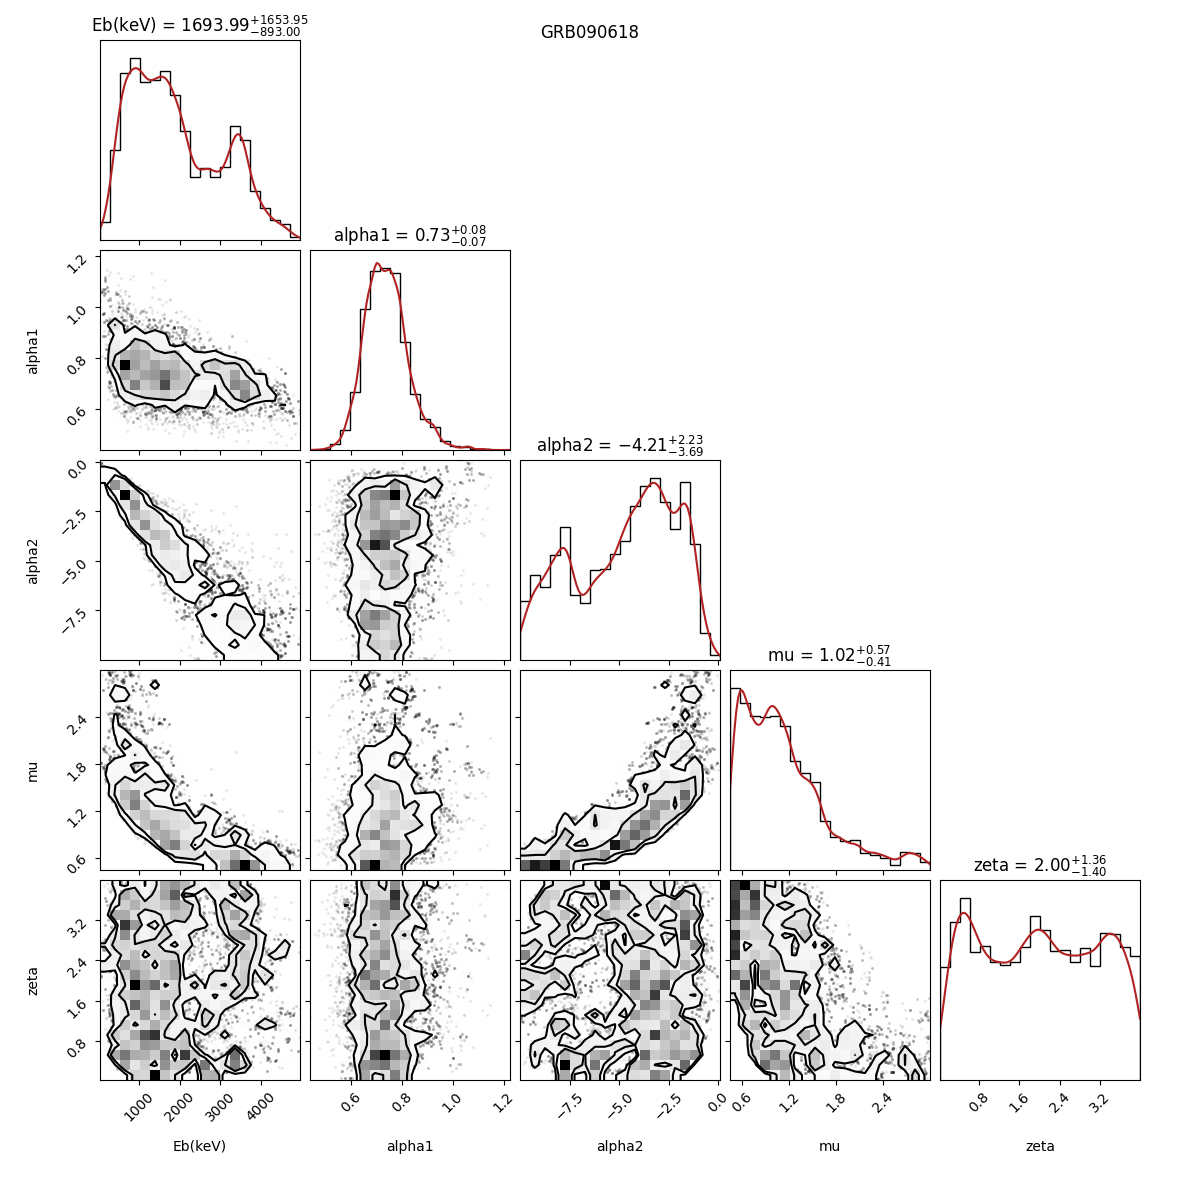 GRB090618
Eb(keV) = 1693.99 +1653.95 −893.00
alpha1 = 0.73 +0.08 −0.07
alpha1
1.2
1.0
0.8
0.6
alpha2 = −4.21 +2.23 −3.69
alpha2
0.0
−2.5
−5.0
−7.5
mu = 1.02 +0.57 −0.41
mu
2.4
1.8
1.2
0.6
zeta = 2.00 +1.36 −1.40
zeta
3.2
2.4
1.6
0.8
1000 2000 3000 4000
0.6 0.8 1.0 1.2
−7.5 −5.0 −2.5 0.0
0.6 1.2 1.8 2.4
0.8 1.6 2.4 3.2
Eb(keV) alpha1 alpha2 mu zeta